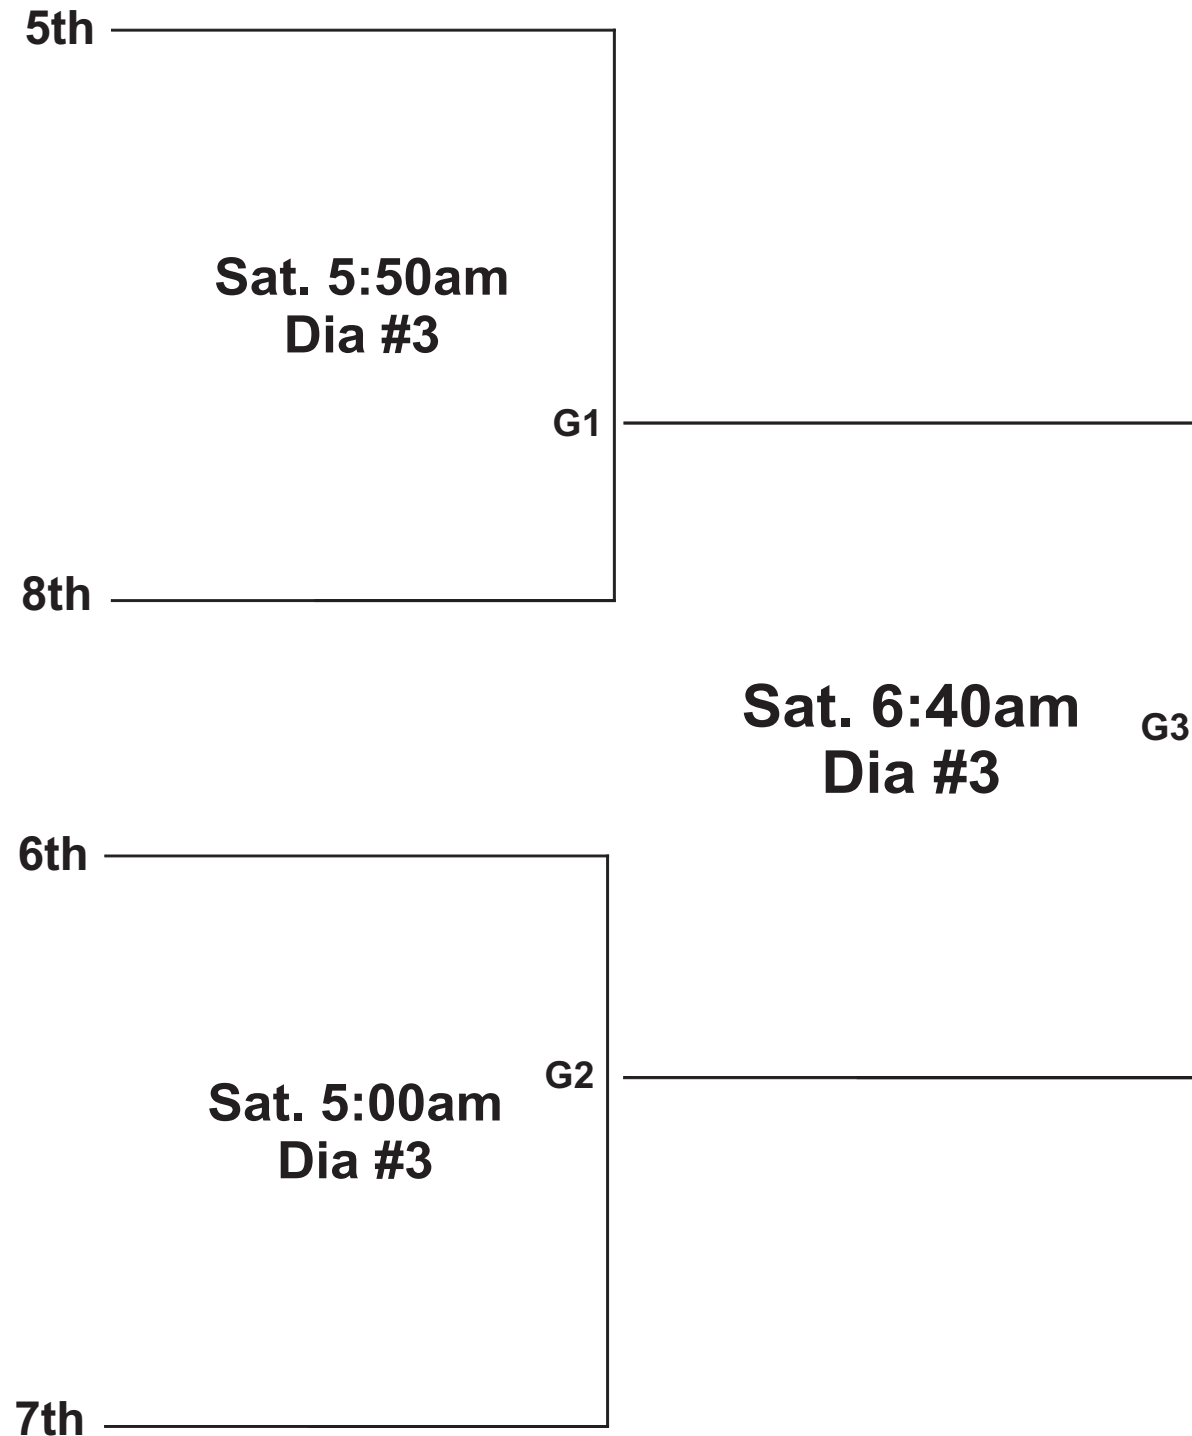 5th
Sat. 5:50am
Dia #3
G1
8th
Sat. 6:40am
Dia #3
G3
6th
G2
Sat. 5:00am
Dia #3
7th